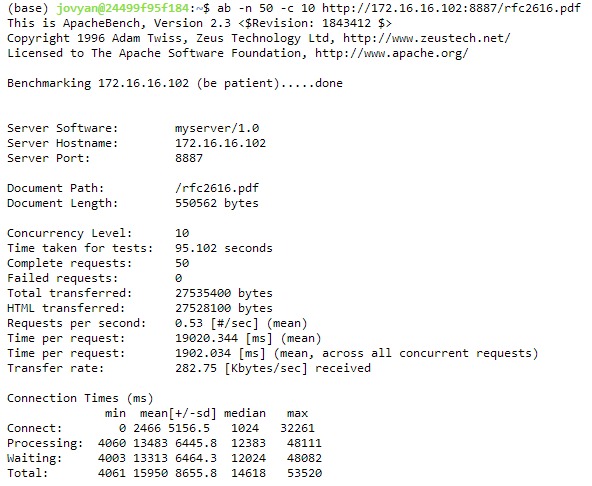 (base) jovyan@24499f95f184:~$ ab -n 50 -c 10 http://172.16.16.102:8887/rfc2616.pdf
This is ApacheBench, Version 2.3 <$Revision: 1843412 $>
Copyright 1996 Adam Twiss, Zeus Technology Ltd, http://www.zeustech.net/
Licensed to The Apache Software Foundation, http://www.apache.org/

Benchmarking 172.16.16.102 (be patient).....done

Server Software:        myserver/1.0
Server Hostname:        172.16.16.102
Server Port:            8887

Document Path:          /rfc2616.pdf
Document Length:        550562 bytes

Concurrency Level:      10
Time taken for tests:   95.102 seconds
Complete requests:      50
Failed requests:        0
Total transferred:      27535400 bytes
HTML transferred:       27528100 bytes
Requests per second:    0.53 [#/sec] (mean)
Time per request:       19020.344 [ms] (mean)
Time per request:       1902.034 [ms] (mean, across all concurrent requests)
Transfer rate:          282.75 [Kbytes/sec] received

Connection Times (ms)
              min  mean[+/-sd] median   max
Connect:        0 2466 5156.5   1024   32261
Processing:  4060 13483 6445.8  12383   48111
Waiting:     4003 13313 6464.3  12024   48082
Total:       4061 15950 8655.8  14618   53520